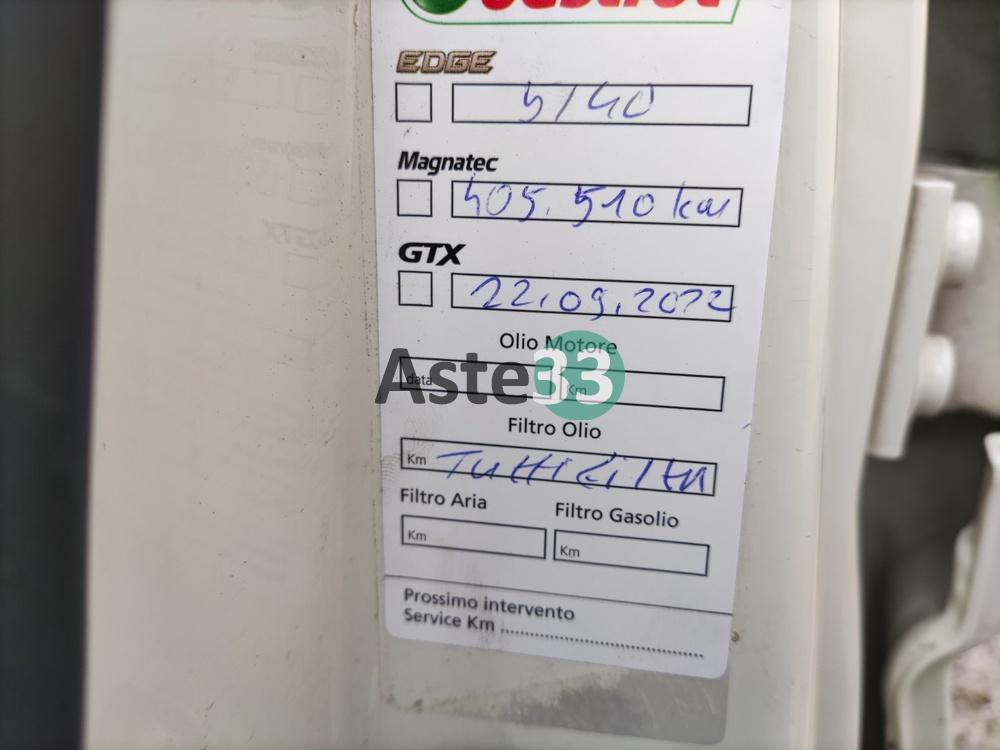 Castrol
EDGE
5/40
Magnatec
405.510 km
GTX
22.09.2022
Olio Motore
data Km
Aste33
Filtro Olio
Km Tutti Filtri
Filtro Aria Filtro Gasolio
Km Km
Prossimo intervento
Service Km ........................................